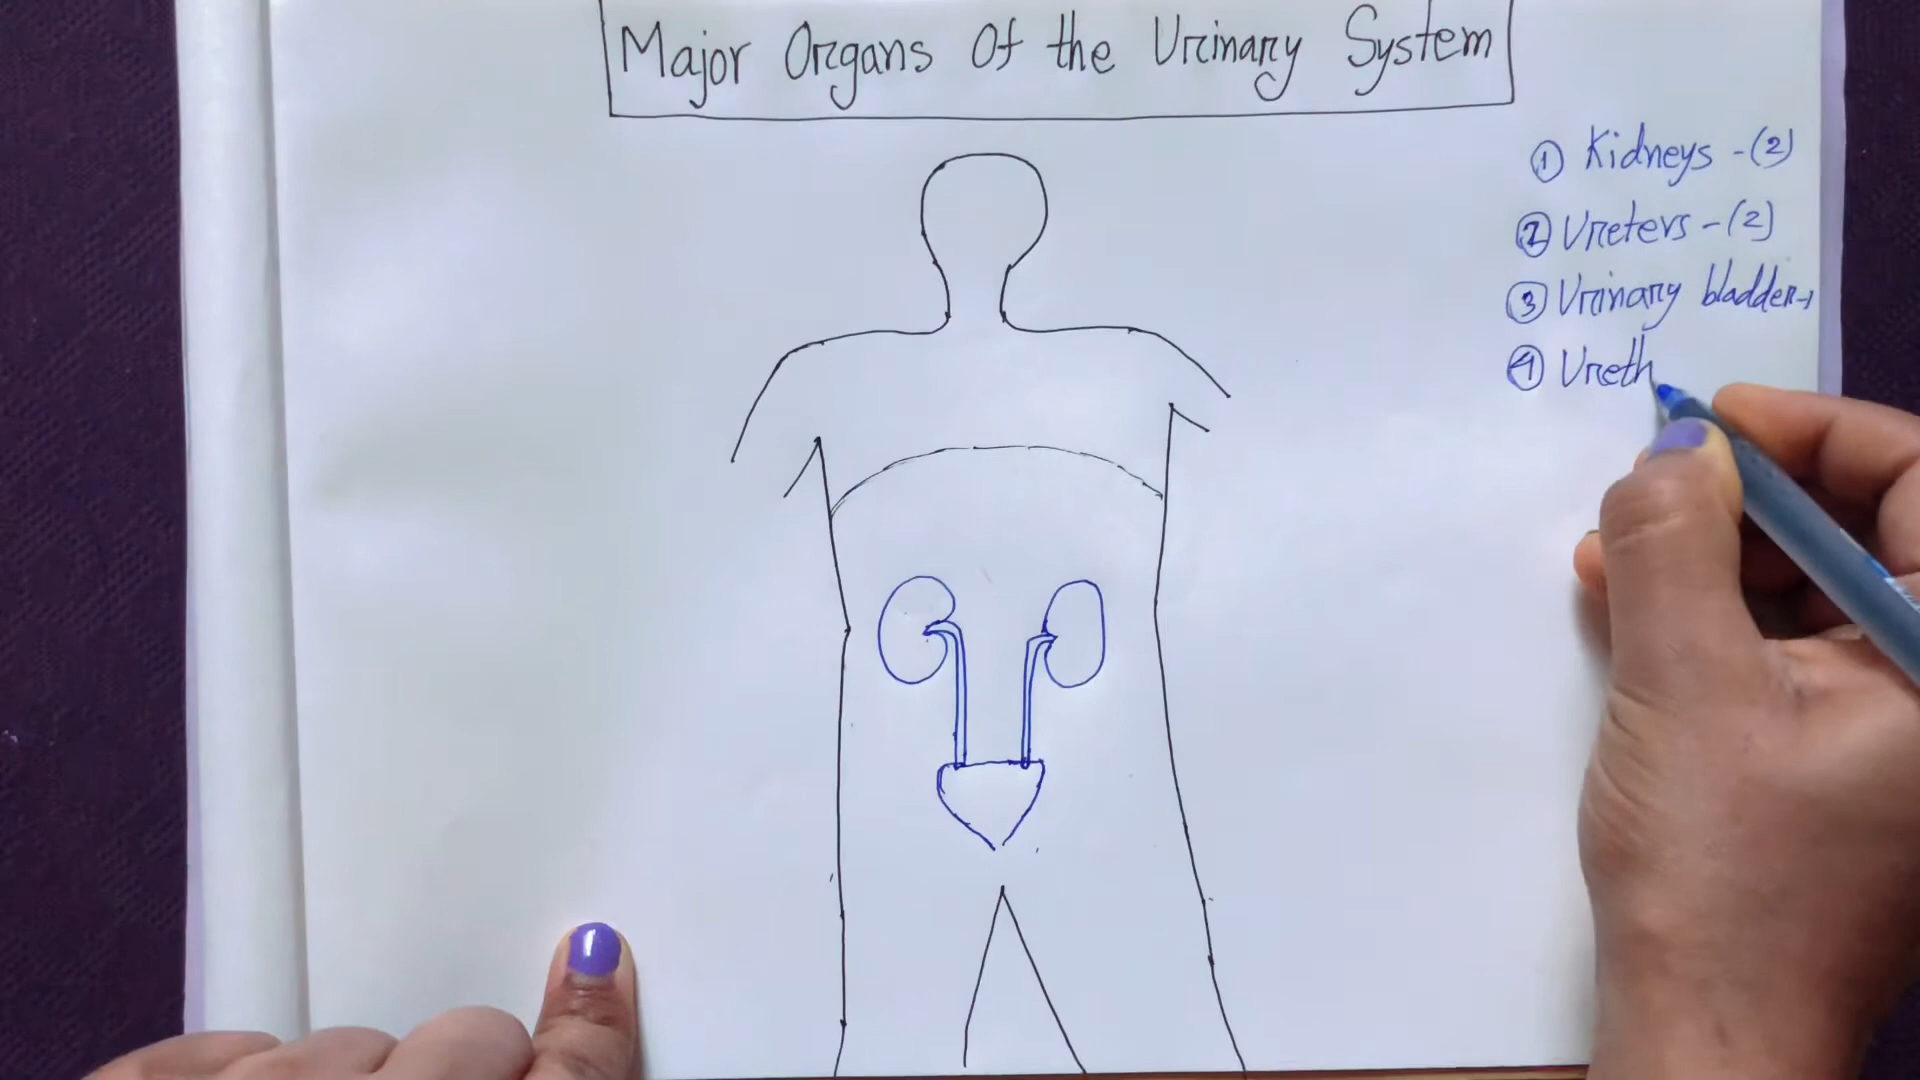 Major Organs Of the Urinary System
① Kidneys -(2)
② Ureters -(2)
③ Urinary bladder-1
④ Ureth